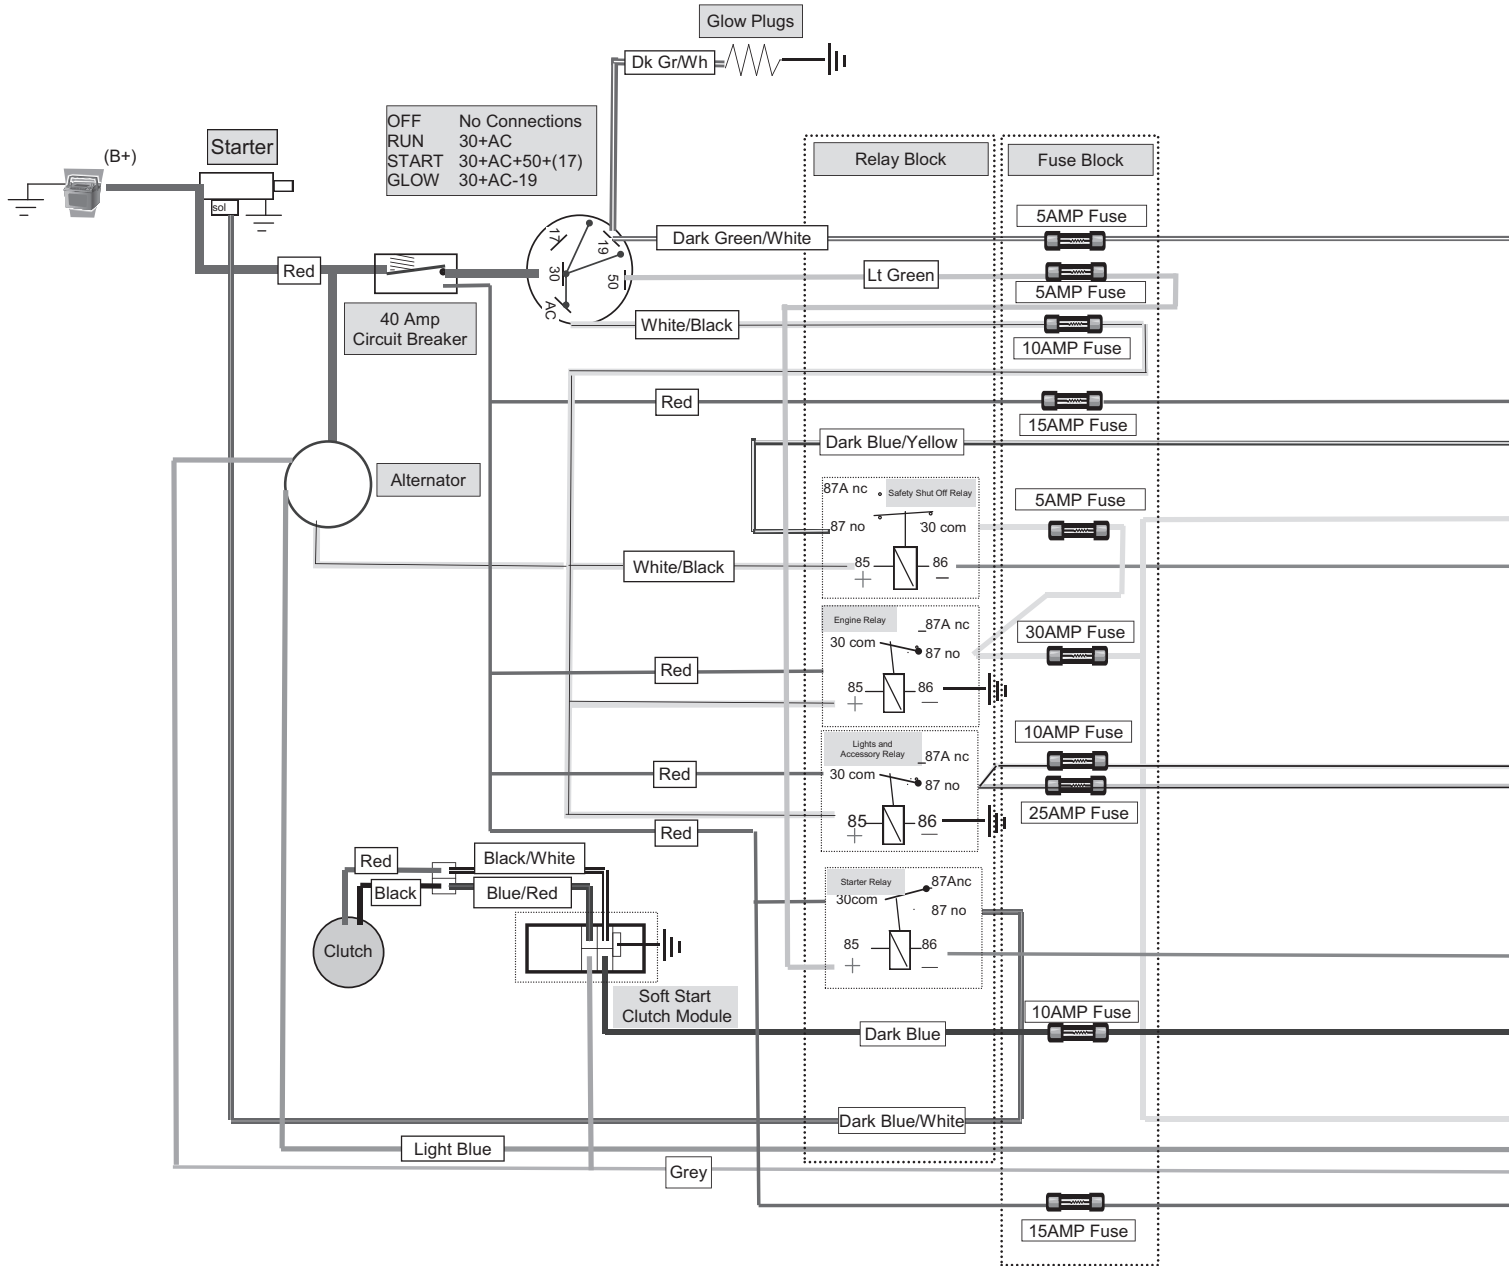 Glow Plugs
Dk Gr/Wh
OFF No Connections
RUN 30+AC
START 30+AC+50+(17)
GLOW 30+AC-19
Starter
(B+)
sol
Relay Block
Fuse Block
5AMP Fuse
17
19
30
50
AC
Dark Green/White
Red
Lt Green
5AMP Fuse
40 Amp
Circuit Breaker
White/Black
10AMP Fuse
Red
15AMP Fuse
Dark Blue/Yellow
Alternator
87A nc
Safety Shut Off Relay
5AMP Fuse
87 no
30 com
White/Black
85
86
+
–
Engine Relay
87A nc
30AMP Fuse
30 com
87 no
Red
85
86
+
–
Lights and
Accessory Relay
87A nc
10AMP Fuse
30 com
87 no
Red
25AMP Fuse
85
86
+
–
Red
Red
Black/White
Black
Blue/Red
Starter Relay
87Anc
30com
87 no
85
86
+
–
Clutch
Soft Start
Clutch Module
10AMP Fuse
Dark Blue
Dark Blue/White
Light Blue
Grey
15AMP Fuse